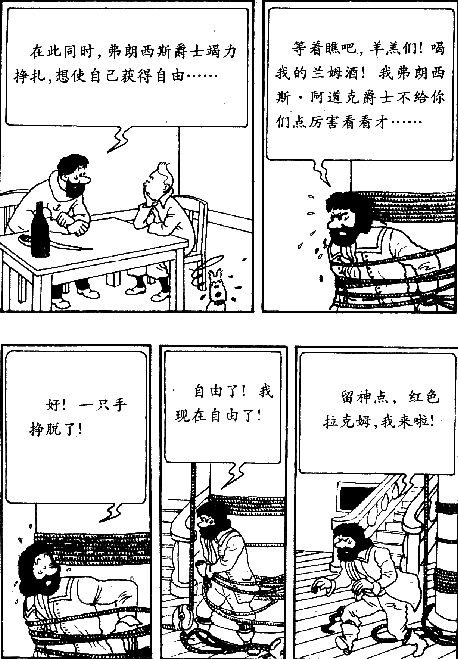 在此同时，弗朗西斯爵士竭力
挣扎，想使自己获得自由……
等着瞧吧，羊羔们！喝
我的兰姆酒！我弗朗西
斯·阿道克爵士不给你
们点厉害看看才……
好！一只手
挣脱了！
自由了！我
现在自由了！
留神点，红色
拉克姆，我来啦！